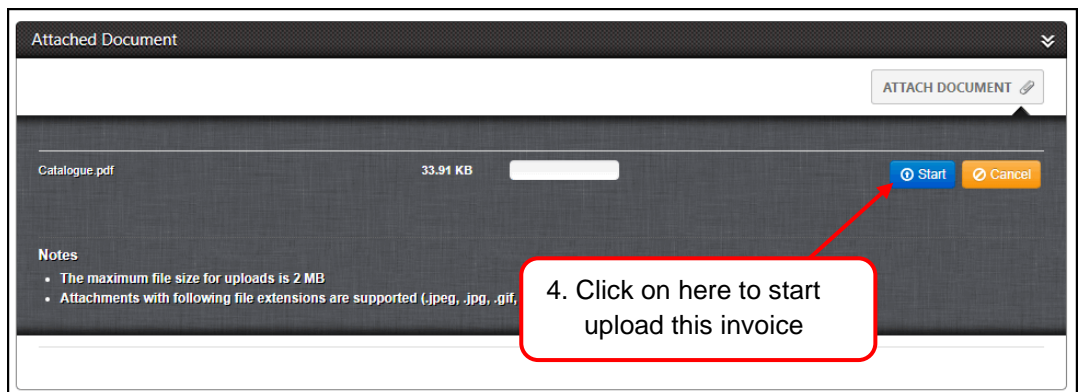 Attached Document
ATTACH DOCUMENT
Catalogue.pdf 33.91 KB Start Cancel
Notes
The maximum file size for uploads is 2 MB
Attachments with following file extensions are supported (.jpeg, .jpg, .gif,
4. Click on here to start
upload this invoice